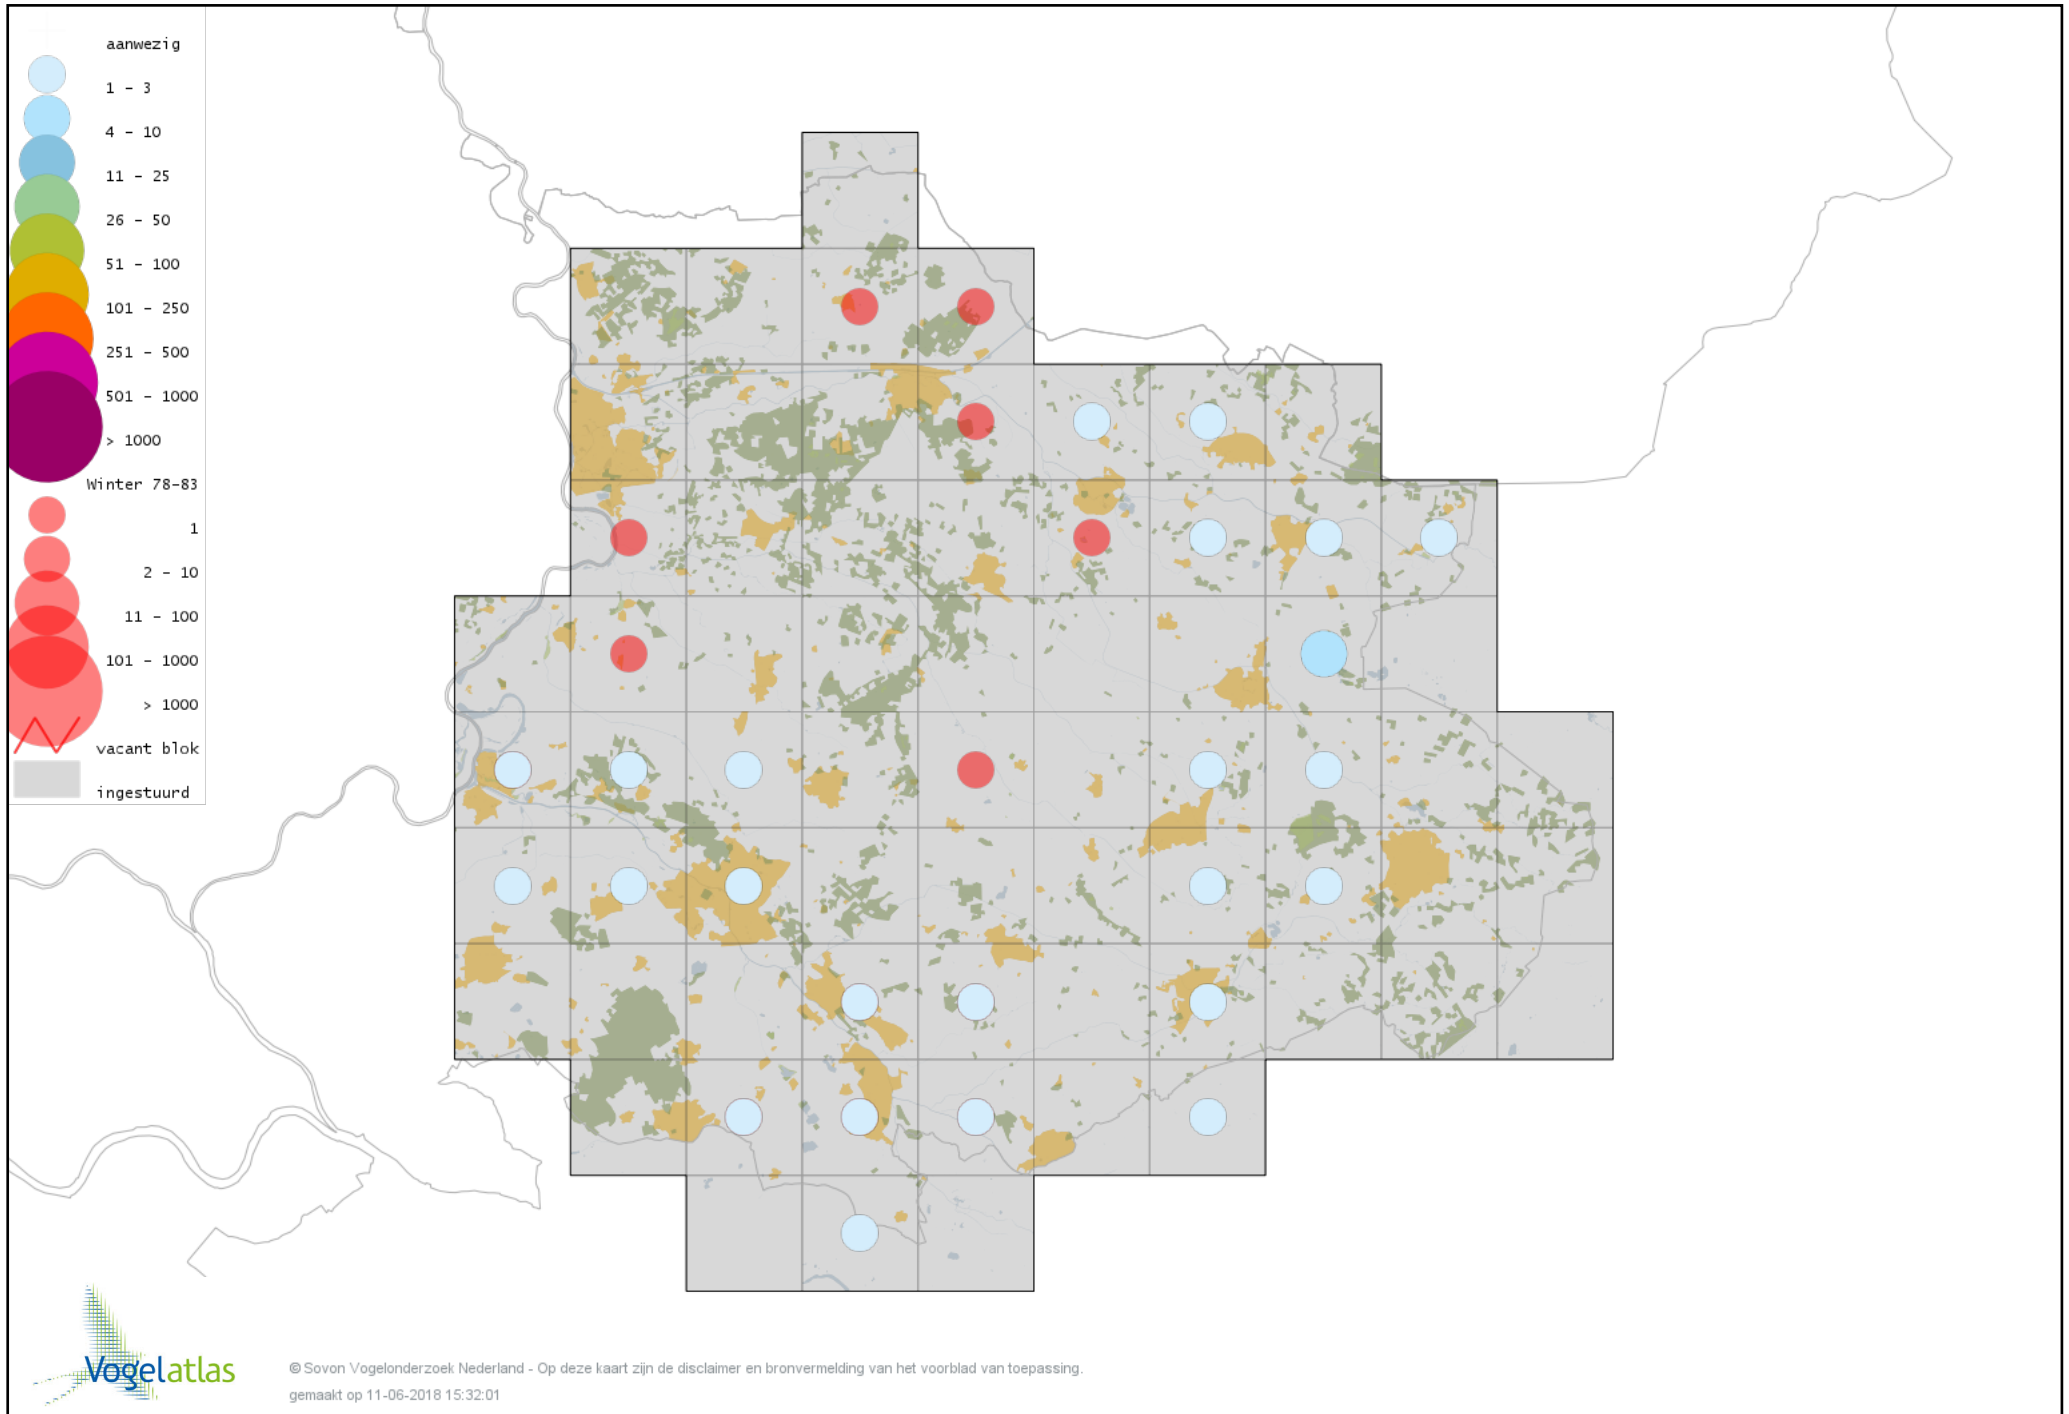 aanwezig
1 - 3
4 - 10
11 - 25
26 - 50
51 - 100
101 - 250
251 - 500
501 - 1000
> 1000
Winter 78-83
1
2 - 10
11 - 100
101 - 1000
> 1000
vacant blok
ingestuurd
Vogelatlas
© Sovon Vogelonderzoek Nederland - Op deze kaart zijn de disclaimer en bronvermelding van het voorblad van toepassing.
gemaakt op 11-06-2018 15:32:01